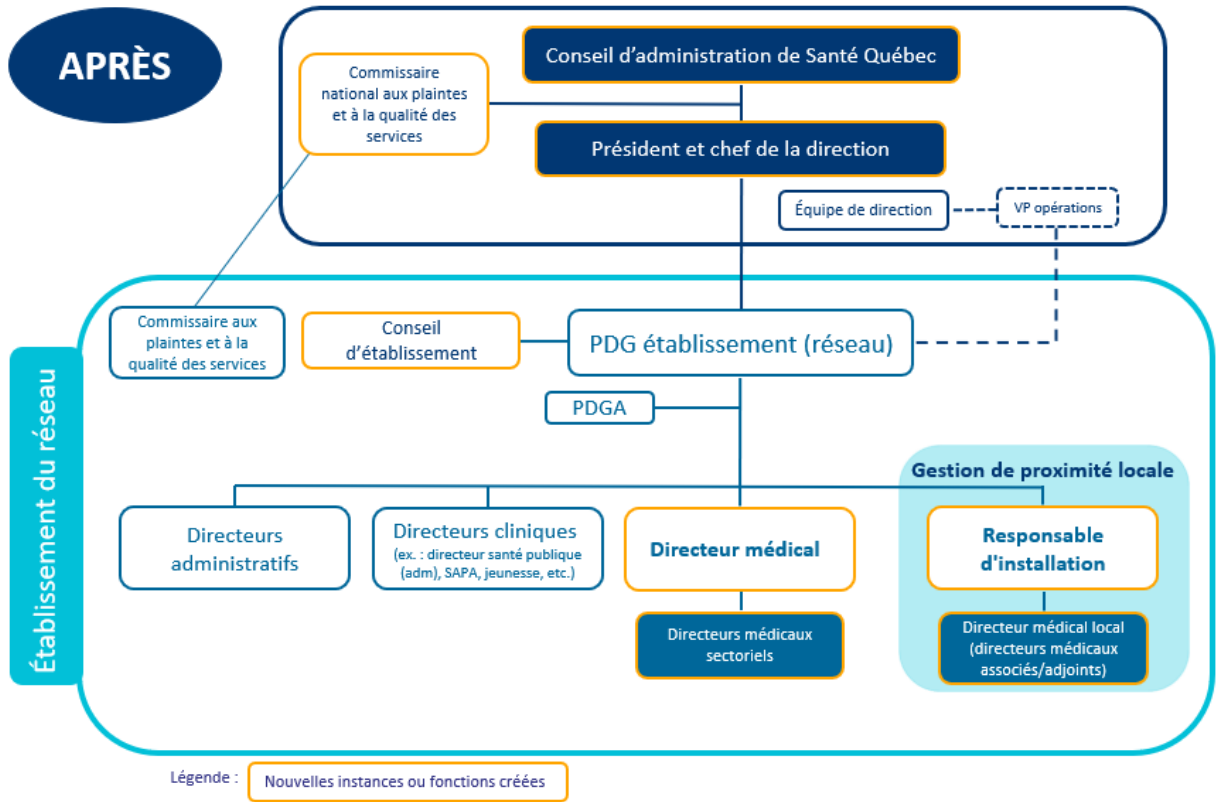 APRÈS
Conseil d'administration de Santé Québec
Commissaire
national aux plaintes
et à la qualité des
services
Président et chef de la direction
Équipe de direction
VP opérations
Commissaire aux
plaintes et à la
qualité des services
Conseil
d'établissement
PDG établissement (réseau)
PDGA
Établissement du réseau
Gestion de proximité locale
Directeurs
administratifs
Directeurs cliniques
(ex. : directeur santé publique
(adm), SAPA, jeunesse, etc.)
Directeur médical
Responsable
d'installation
Directeurs médicaux
sectoriels
Directeur médical local
(directeurs médicaux
associés/adjoints)
Légende :
Nouvelles instances ou fonctions créées